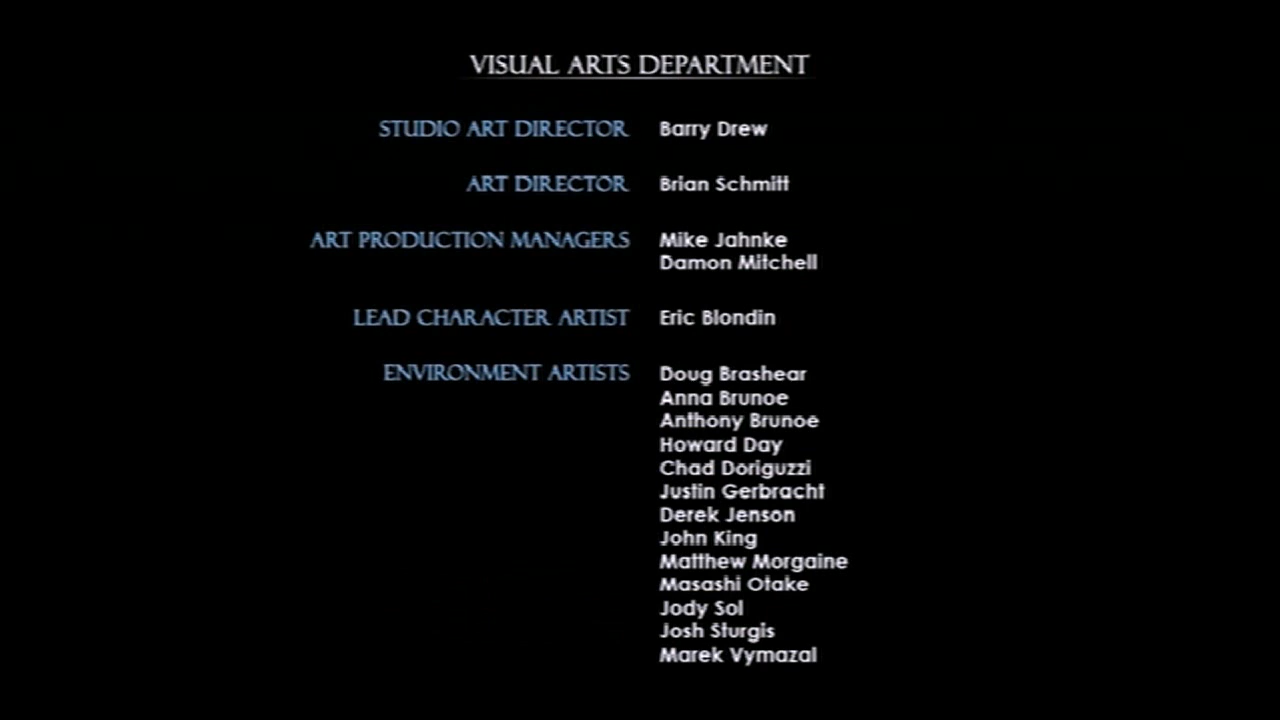 VISUAL ARTS DEPARTMENT
STUDIO ART DIRECTOR Barry Drew
ART DIRECTOR Brian Schmitt
ART PRODUCTION MANAGERS Mike Jahnke
Damon Mitchell
LEAD CHARACTER ARTIST Eric Blondin
ENVIRONMENT ARTISTS Doug Brashear
Anna Brunoe
Anthony Brunoe
Howard Day
Chad Doriguzzi
Justin Gerbracht
Derek Jenson
John King
Matthew Morgaine
Masashi Otake
Jody Sol
Josh Sturgis
Marek Vymazal